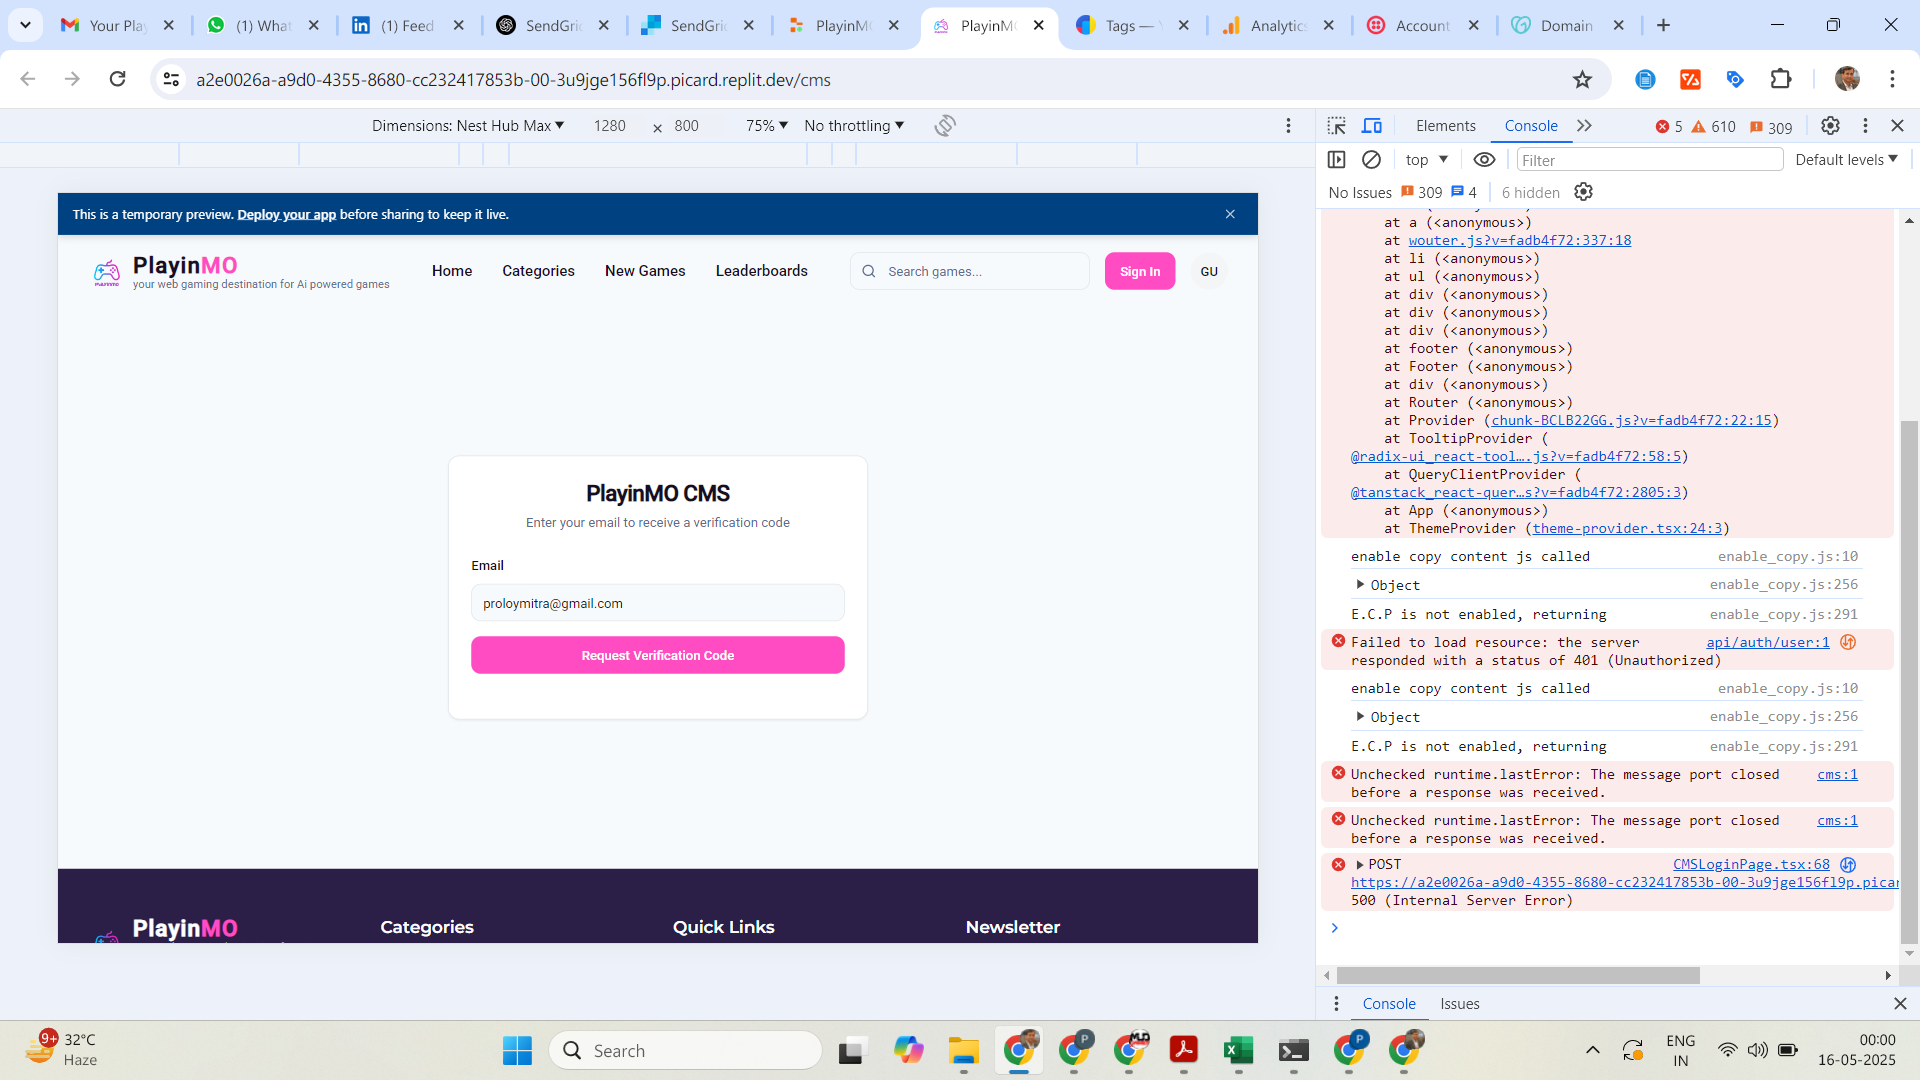 Your Play
(1) What
(1) Feed
SendGri
SendGri
PlayinM
PlayinM
Tags —
Analytics
Account
Domain
a2e0026a-a9d0-4355-8680-cc232417853b-00-3u9jge156fl9p.picard.replit.dev/cms
Dimensions: Nest Hub Max 1280 x 800 75% No throttling
Elements Console 5 610 309
top Filter Default levels
No Issues 309 4 6 hidden
This is a temporary preview. Deploy your app before sharing to keep it live.
PlayinMO
your web gaming destination for Ai powered games
Home Categories New Games Leaderboards Search games... Sign In GU
PlayinMO CMS
Enter your email to receive a verification code
Email
proloymitra@gmail.com
Request Verification Code
PlayinMO Categories Quick Links Newsletter
at a (<anonymous>)
at wouter.js?v=fadb4f72:337:18
at li (<anonymous>)
at ul (<anonymous>)
at div (<anonymous>)
at div (<anonymous>)
at div (<anonymous>)
at footer (<anonymous>)
at Footer (<anonymous>)
at div (<anonymous>)
at Router (<anonymous>)
at Provider (chunk-BCLB22GG.js?v=fadb4f72:22:15)
at TooltipProvider (
@radix-ui_react-tool….js?v=fadb4f72:58:5)
at QueryClientProvider (
@tanstack_react-quer…s?v=fadb4f72:2805:3)
at App (<anonymous>)
at ThemeProvider (theme-provider.tsx:24:3)
enable copy content js called enable_copy.js:10
Object enable_copy.js:256
E.C.P is not enabled, returning enable_copy.js:291
Failed to load resource: the server api/auth/user:1
responded with a status of 401 (Unauthorized)
enable copy content js called enable_copy.js:10
Object enable_copy.js:256
E.C.P is not enabled, returning enable_copy.js:291
Unchecked runtime.lastError: The message port closed cms:1
before a response was received.
Unchecked runtime.lastError: The message port closed cms:1
before a response was received.
POST CMSLoginPage.tsx:68
https://a2e0026a-a9d0-4355-8680-cc232417853b-00-3u9jge156fl9p.picar
500 (Internal Server Error)
Console Issues
9+ 32°C
Haze
Search
ENG
IN
00:00
16-05-2025